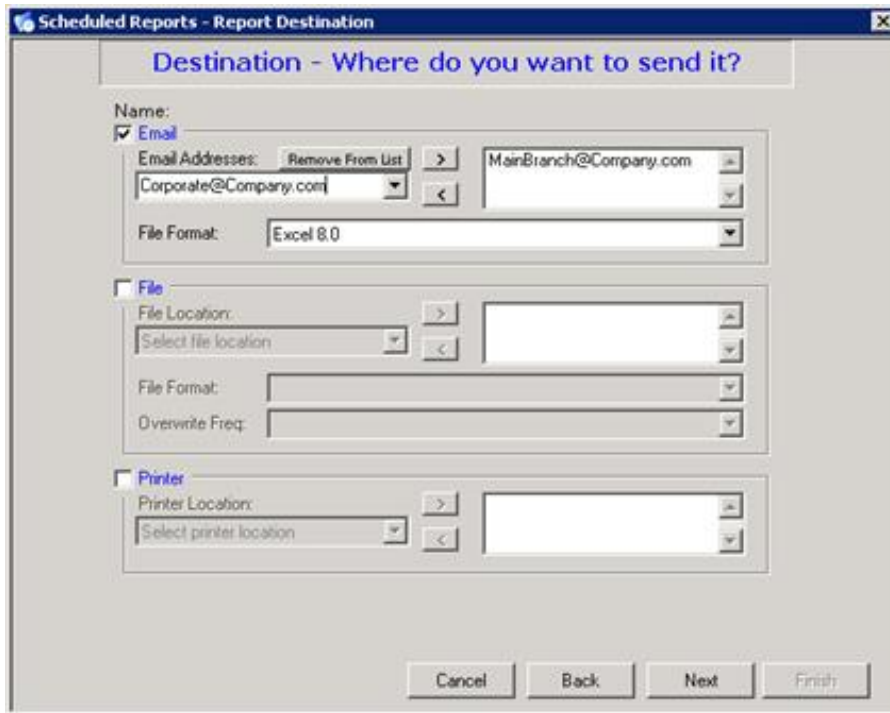 Scheduled Reports - Report Destination
Destination - Where do you want to send it?
Name:
Email
Email Addresses: Remove From List >
MainBranch@Company.com
Corporate@Company.com <
File Format: Excel 8.0
File
File Location: >
Select file location <
File Format:
Overwrite Freq:
Printer
Printer Location: >
Select printer location <
Cancel Back Next Finish